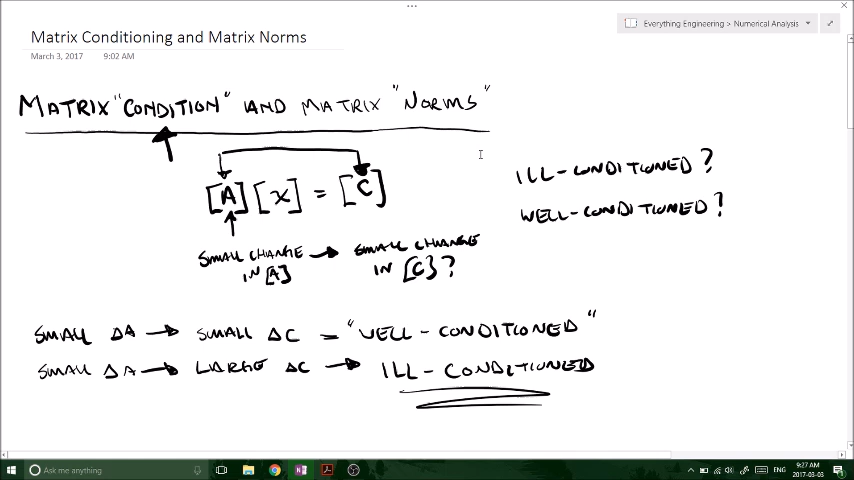 Everything Engineering > Numerical Analysis
Matrix Conditioning and Matrix Norms
March 3, 2017 9:02 AM
MATRIX "CONDITION" AND MATRIX "NORMS"
[A] [x] = [C]
ILL-CONDITIONED?
WELL-CONDITIONED?
SMALL CHANGE → SMALL CHANGE
IN [A] IN [C]?
SMALL ΔA → SMALL ΔC = "WELL-CONDITIONED"
SMALL ΔA → LARGE ΔC → ILL-CONDITIONED
Ask me anything
ENG
9:27 AM
2017-03-03